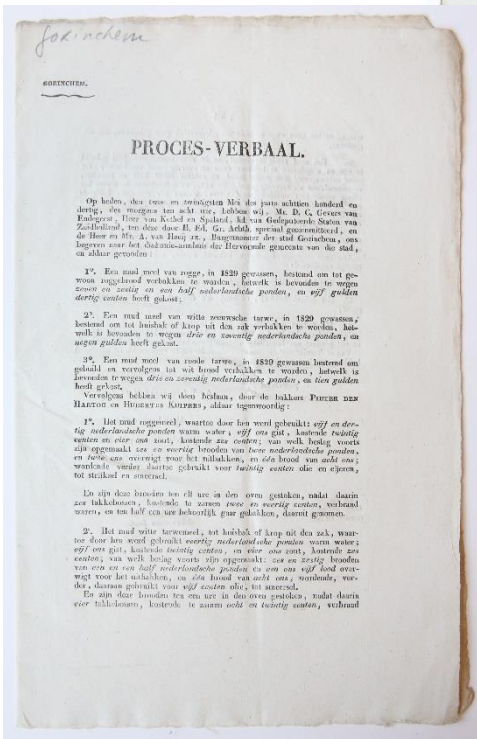 Gorinchem
GORINCHEM.
PROCES-VERBAAL.
Op heden, den twee en twintigsten Mei des jaars achttien honderd en
dertig, des morgens ten acht ure, hebben wij, Mr. D. C. Gevers van
Endegeest, Heer van Kethel en Spaland, lid van Gedeputeerde Staten van
Zuidholland, ten deze door H. Ed. Gr. Achtb. speciaal gecommitteerd, en
de Heer en Mr. A. van Hooij jz., Burgemeester der stad Gorinchem, ons
begeven naar het diakonie-armhuis der Hervormde gemeente van die stad,
en aldaar gevonden:
1°. Een mud meel van rogge, in 1829 gewassen, bestemd om tot ge-
woon roggebrood verbakken te worden, hetwelk is bevonden te wegen
zeven en zestig en een half nederlandsche ponden, en vijf gulden
dertig centen heeft gekost;
2°. Een mud meel van witte zeeuwsche tarwe, in 1829 gewassen,
bestemd om tot huisbak of krop uit den zak verbakken te worden, het-
welk is bevonden te wegen drie en zeventig nederlandsche ponden, en
negen gulden heeft gekost.
3°. Een mud meel van roode tarwe, in 1829 gewassen bestemd om
gebuild en vervolgens tot wit brood verbakken te worden, hetwelk is
bevonden te wegen drie en zeventig nederlandsche ponden, en tien gulden
heeft gekost.
Vervolgens hebben wij doen beslaan, door de bakkers PIETER DEN
HARTOG en HUBERTUS KUIPERS, aldaar tegenwoordig:
1°. Het mud roggemeel, waartoe door hen werd gebruikt: vijf en der-
tig nederlandsche ponden warm water; vijf ons gist, kostende twintig
centen en vier ons zout, kostende zes centen; van welk beslag voorts
zijn opgemaakt zes en veertig brooden van twee nederlandsche ponden,
en twee ons overwigt voor het nabakken, en één brood van acht ons;
wordende verder daartoe gebruikt voor twintig centen olie en eijeren,
tot strijksel en smeersel.
En zijn deze brooden ten elf ure in den oven gestoken, nadat daarin
zes takkebossen, kostende te zamen twee en veertig centen, verbrand
waren, en ten half een ure behoorlijk gaar gebakken, daaruit genomen.
2°. Het mud witte tarwemeel, tot huisbak of krop uit den zak, waar-
toe door hen werd gebruikt veertig nederlandsche ponden warm water;
vijf ons gist, kostende twintig centen, en vier ons zout, kostende zes
centen; van welk beslag voorts zijn opgemaakt: zes en zestig brooden
van een en een half nederlandsche ponden en een ons vijf lood over-
wigt voor het nabakken, en één brood van acht ons, wordende, ver-
der, daaraan gebruikt voor vijf centen olie, tot smeersel.
En zijn deze brooden ten een ure in den oven gestoken, nadat daarin
vier takkebossen, kostende te zamen acht en twintig centen, verbrand